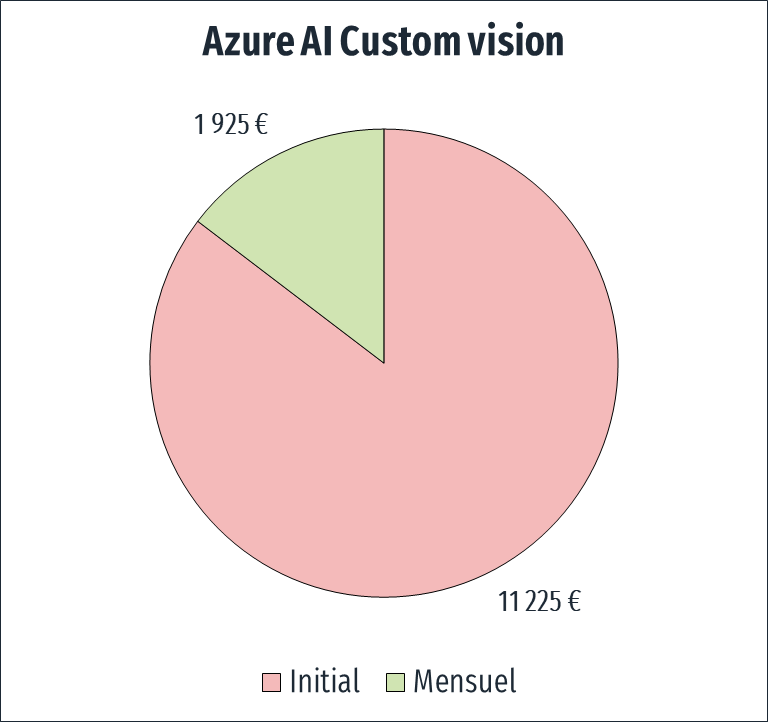 Azure AI Custom vision
1 925 €
11 225 €
Initial
Mensuel